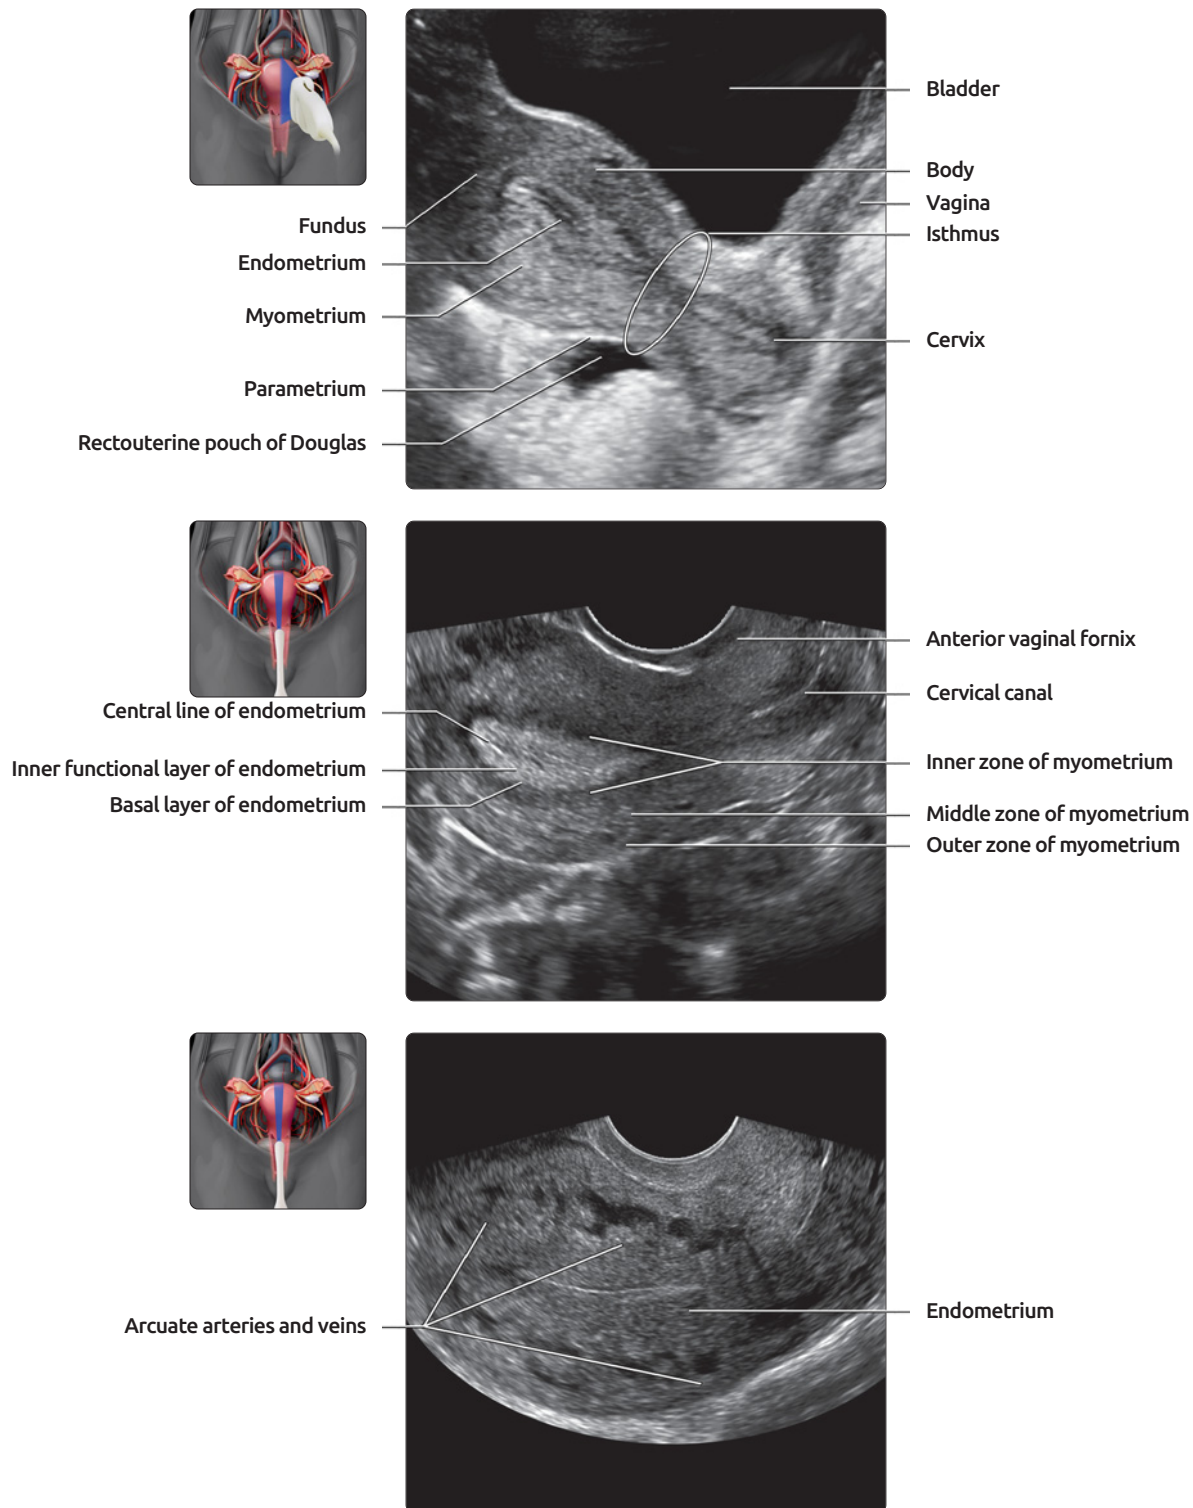 Bladder
Body
Vagina
Isthmus
Fundus
Endometrium
Myometrium
Cervix
Parametrium
Rectouterine pouch of Douglas
Anterior vaginal fornix
Cervical canal
Central line of endometrium
Inner functional layer of endometrium
Basal layer of endometrium
Inner zone of myometrium
Middle zone of myometrium
Outer zone of myometrium
Arcuate arteries and veins
Endometrium